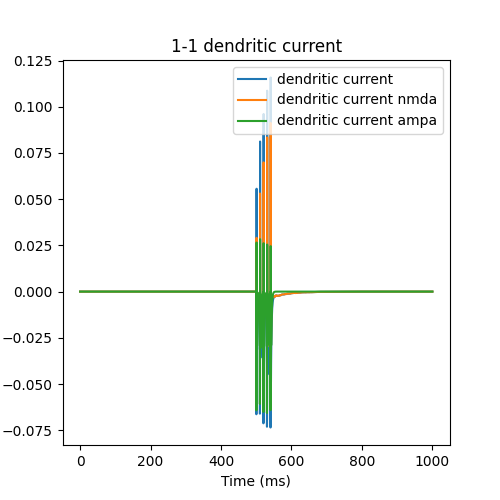 1-1 dendritic current
dendritic current
dendritic current nmda
dendritic current ampa
0.125
0.100
0.075
0.050
0.025
0.000
−0.025
−0.050
−0.075
0 200 400 600 800 1000
Time (ms)